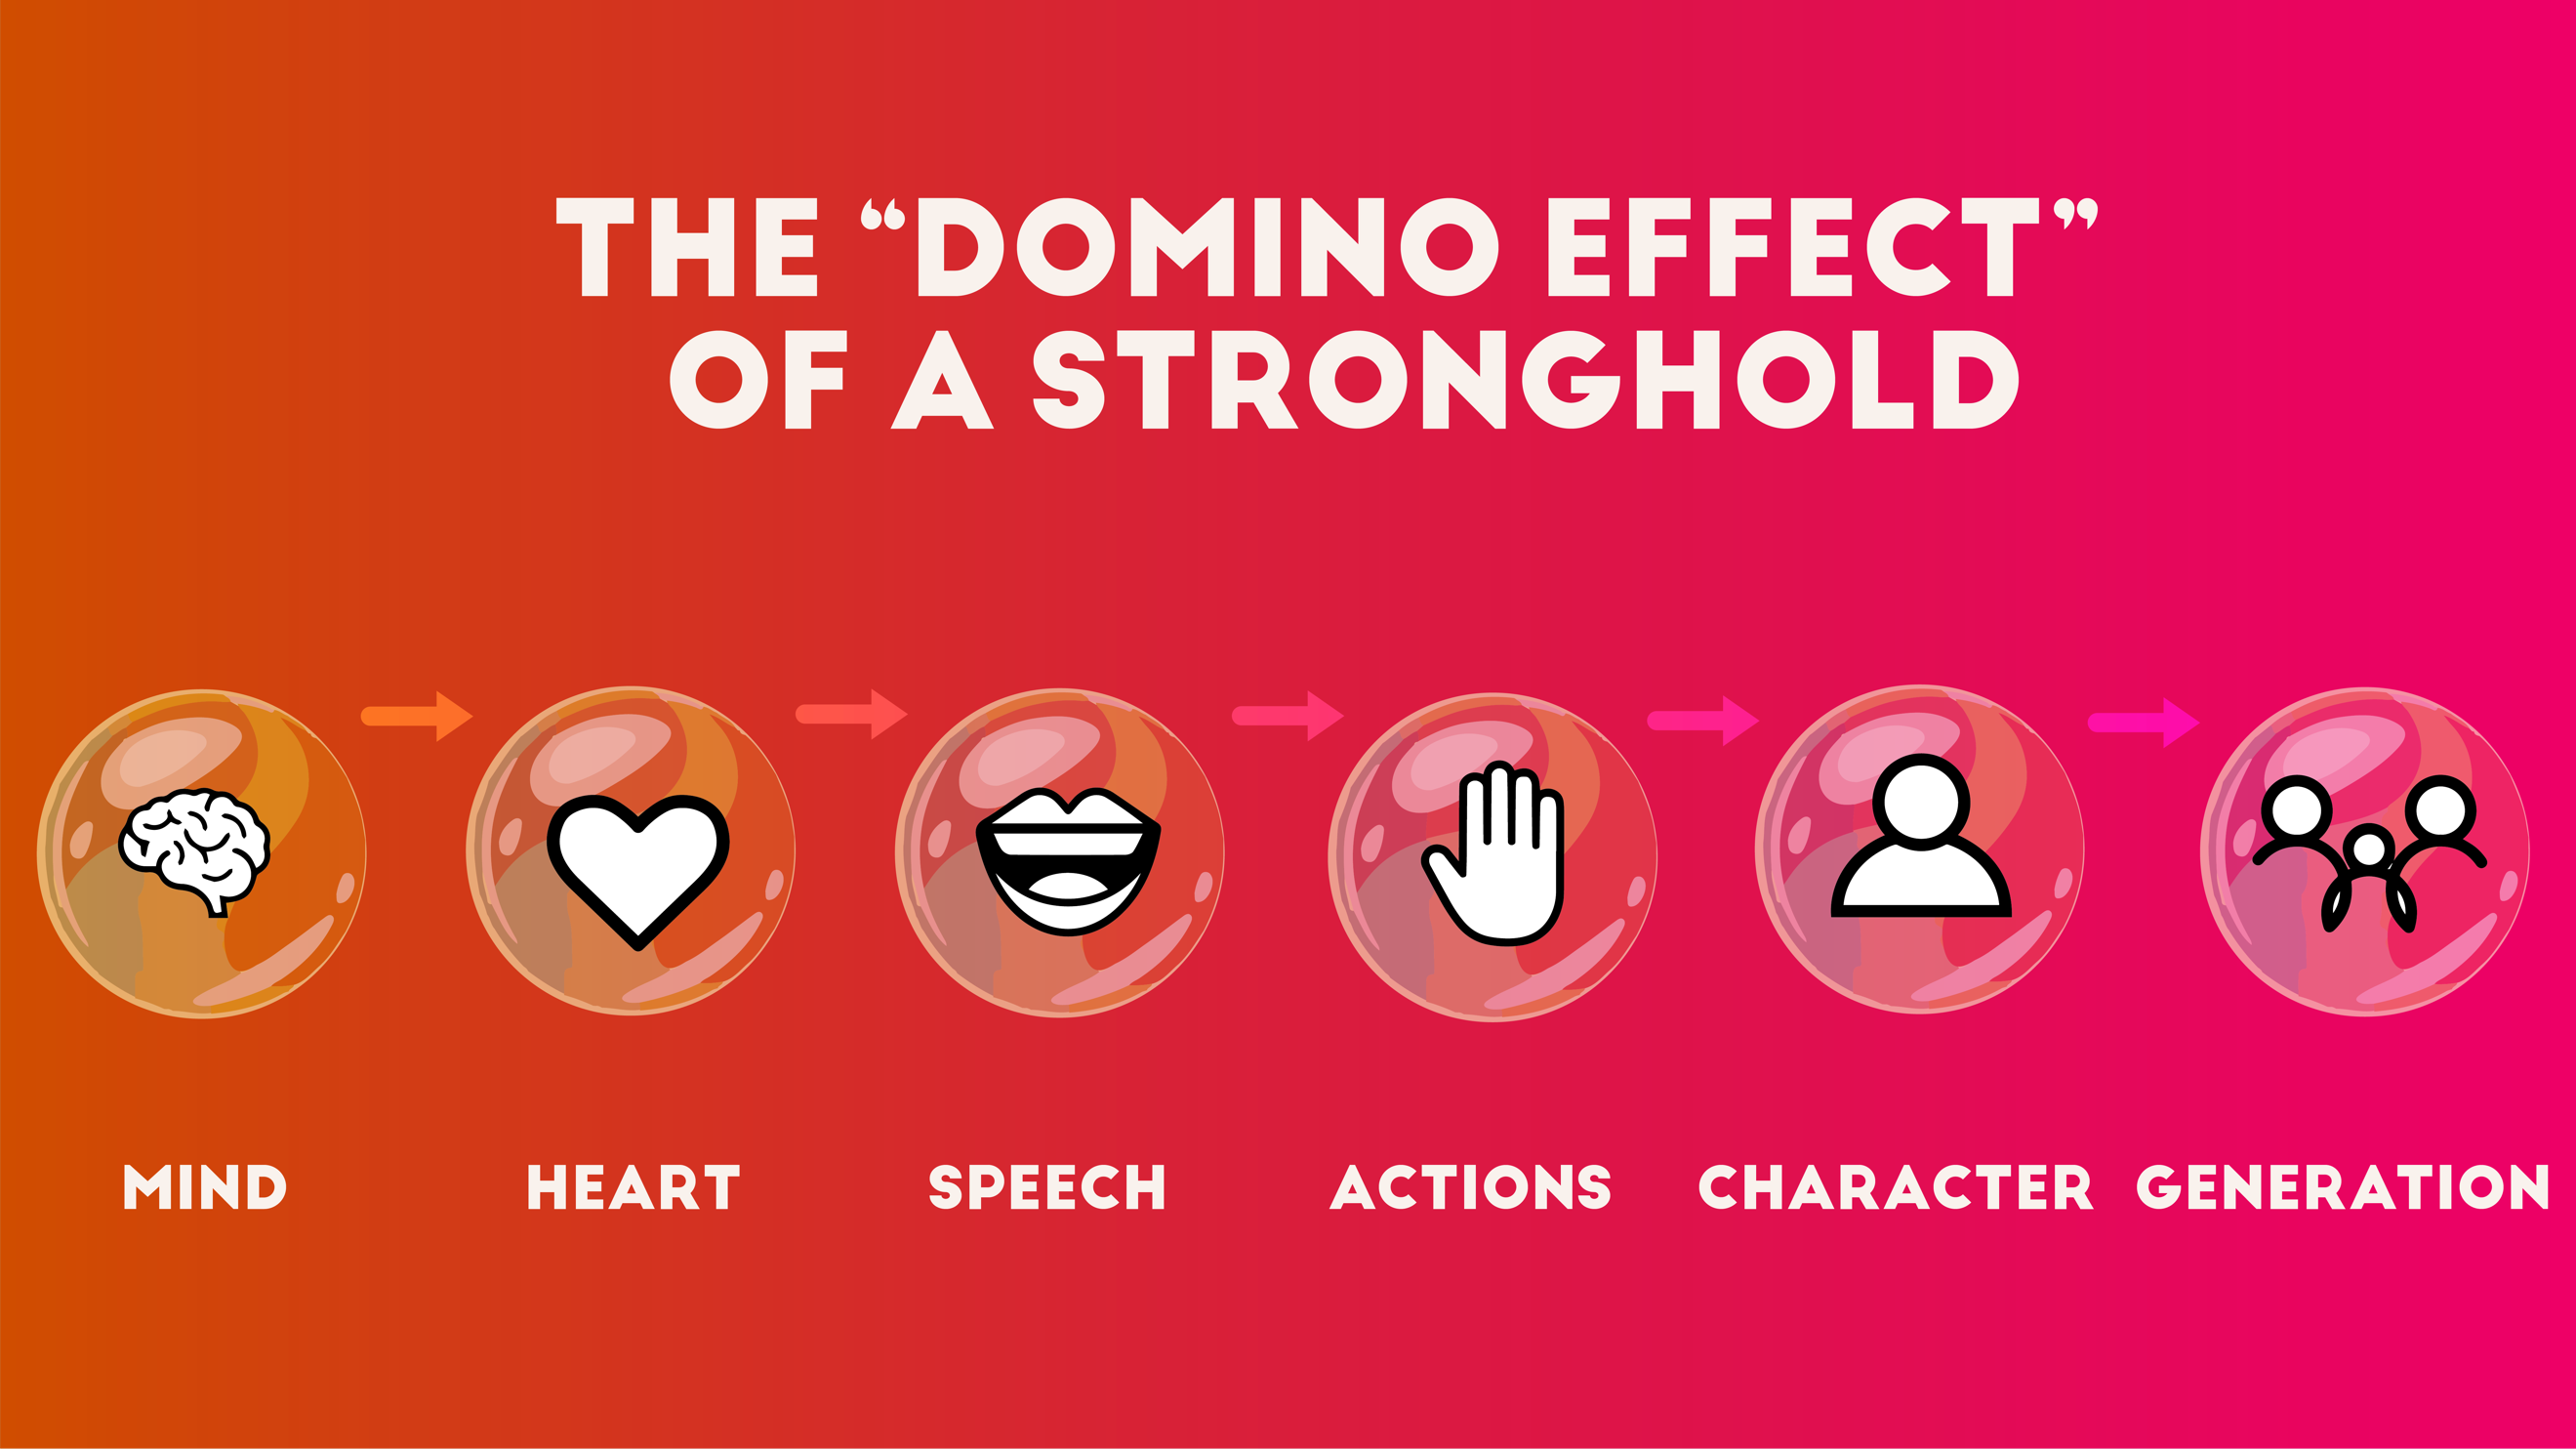 THE “DOMINO EFFECT”
OF A STRONGHOLD
MIND HEART SPEECH ACTIONS CHARACTER GENERATION